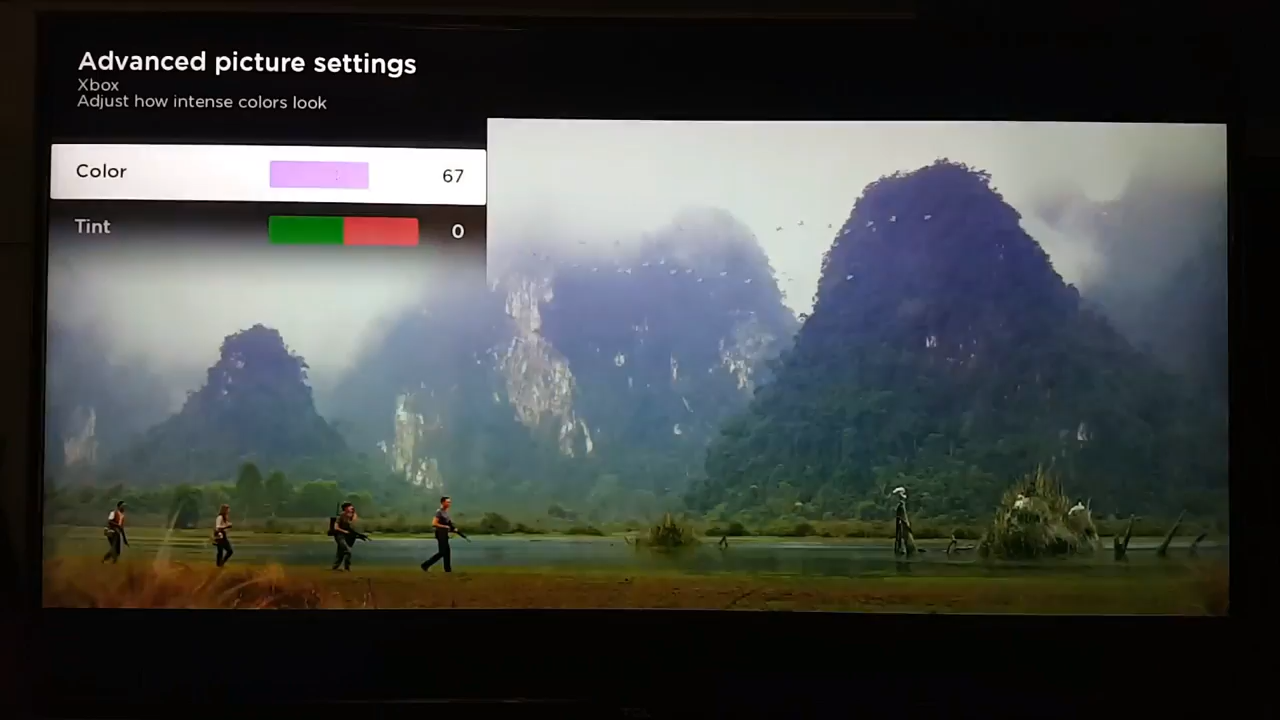 Advanced picture settings
Xbox
Adjust how intense colors look
Color 67
Tint 0